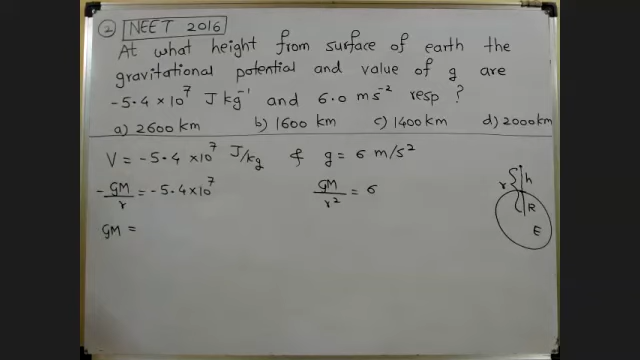 ② NEET 2016
At what height from surface of earth the
gravitational potential and value of g are
-5.4 × 10⁷ J kg⁻¹ and 6.0 ms⁻² resp ?
a) 2600 km b) 1600 km c) 1400 km d) 2000 km
V = -5.4 × 10⁷ J/kg & g = 6 m/s²
-GM/r = -5.4 × 10⁷ GM/r² = 6
r h
R
GM = E